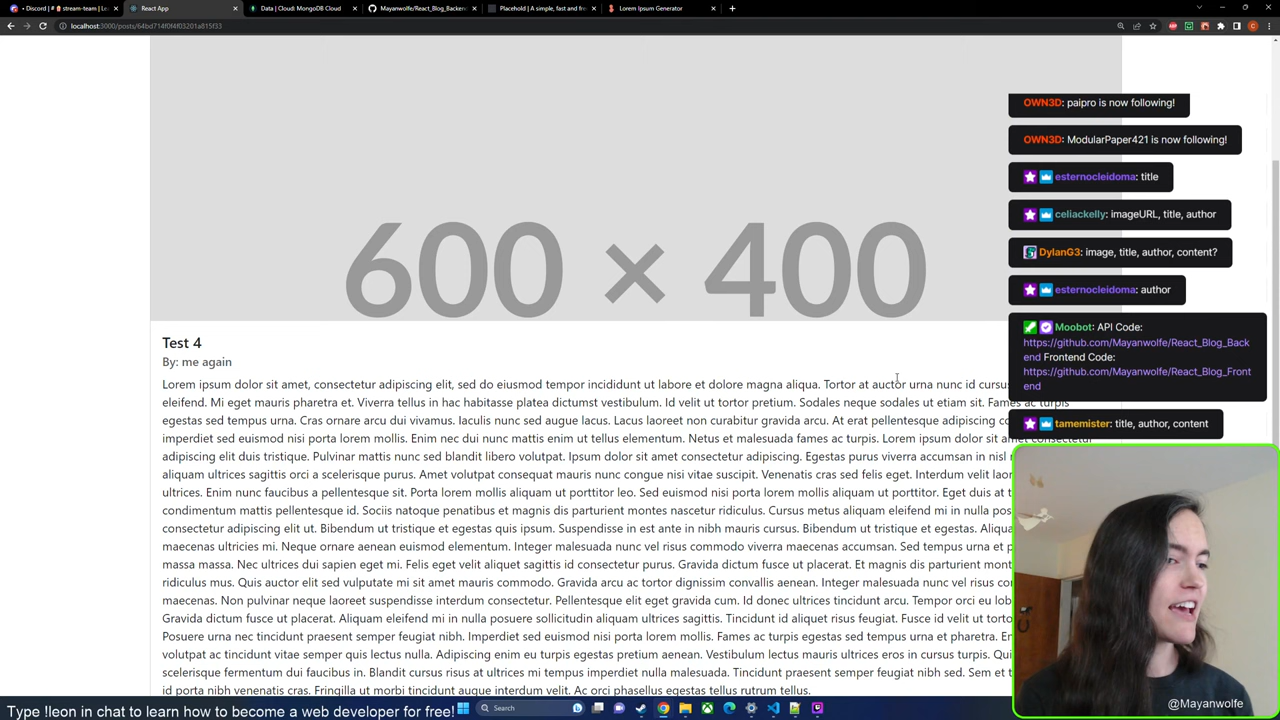 • Discord | # | stream-team | Le
React App
Data | Cloud: MongoDB Cloud
Mayanwolfe/React_Blog_Backen
Placehold | A simple, fast and fre
Lorem Ipsum Generator
localhost:3000/posts/64bd714f0f4f03201a815f33
600 × 400
Test 4
By: me again
Lorem ipsum dolor sit amet, consectetur adipiscing elit, sed do eiusmod tempor incididunt ut labore et dolore magna aliqua. Tortor at auctor urna nunc id cursus
eleifend. Mi eget mauris pharetra et. Viverra tellus in hac habitasse platea dictumst vestibulum. Id velit ut tortor pretium. Sodales neque sodales ut etiam sit. Fames ac turpis
egestas sed tempus urna. Cras ornare arcu dui vivamus. Iaculis nunc sed augue lacus. Lacus laoreet non curabitur gravida arcu. At erat pellentesque
imperdiet sed euismod nisi porta lorem mollis. Enim nec dui nunc mattis enim ut tellus elementum. Netus et malesuada fames ac turpis. Lorem ipsum dolor sit amet consectetur
adipiscing elit duis tristique. Pulvinar mattis nunc sed blandit libero volutpat. Ipsum dolor sit amet consectetur adipiscing. Egestas purus viverra accumsan in nisl
aliquam ultrices sagittis orci a scelerisque purus. Amet volutpat consequat mauris nunc congue nisi vitae suscipit. Venenatis cras sed felis eget. Interdum velit
ultrices. Enim nunc faucibus a pellentesque sit. Porta lorem mollis aliquam ut porttitor leo. Sed euismod nisi porta lorem mollis aliquam ut porttitor. Eget duis at
condimentum mattis pellentesque id. Sociis natoque penatibus et magnis dis parturient montes nascetur ridiculus. Cursus metus aliquam eleifend mi in nulla
consectetur adipiscing elit ut. Bibendum ut tristique et egestas quis ipsum. Suspendisse in est ante in nibh mauris cursus. Bibendum ut tristique et egestas.
maecenas ultricies mi. Neque ornare aenean euismod elementum. Integer malesuada nunc vel risus commodo viverra maecenas accumsan. Sed tempus urna et
massa massa. Nec ultrices dui sapien eget mi. Felis eget velit aliquet sagittis id consectetur purus. Gravida dictum fusce ut placerat. Et magnis dis parturient
ridiculus mus. Quis auctor elit sed vulputate mi sit amet mauris commodo. Gravida arcu ac tortor dignissim convallis aenean. Integer malesuada nunc vel risus
maecenas. Non pulvinar neque laoreet suspendisse interdum consectetur. Pellentesque elit eget gravida cum. Id donec ultrices tincidunt arcu. Tempor orci eu
Gravida dictum fusce ut placerat. Aliquam eleifend mi in nulla posuere sollicitudin aliquam ultrices sagittis. Tincidunt id aliquet risus feugiat. Fusce id velit ut
Posuere urna nec tincidunt praesent semper feugiat nibh. Imperdiet sed euismod nisi porta lorem mollis. Fames ac turpis egestas sed tempus urna et pharetra.
volutpat ac tincidunt vitae semper quis lectus nulla. Adipiscing enim eu turpis egestas pretium aenean. Vestibulum lectus mauris ultrices eros in cursus turpis.
scelerisque fermentum dui faucibus in. Blandit cursus risus at ultrices mi tempus imperdiet nulla malesuada. Tincidunt praesent semper feugiat nibh. Sem et
id porta nibh venenatis cras. Fringilla ut morbi tincidunt augue interdum velit. Ac orci phasellus egestas tellus rutrum tellus.
OWN3D: paipro is now following!
OWN3D: ModularPaper421 is now following!
esternocleidoma: title
celiackelly: imageURL, title, author
DylanG3: image, title, author, content?
esternocleidoma: author
Moobot: API Code:
https://github.com/Mayanwolfe/React_Blog_Back
end Frontend Code:
https://github.com/Mayanwolfe/React_Blog_Front
end
tamemister: title, author, content
@Mayanwolfe
Type !leon in chat to learn how to become a web developer for free!
Search